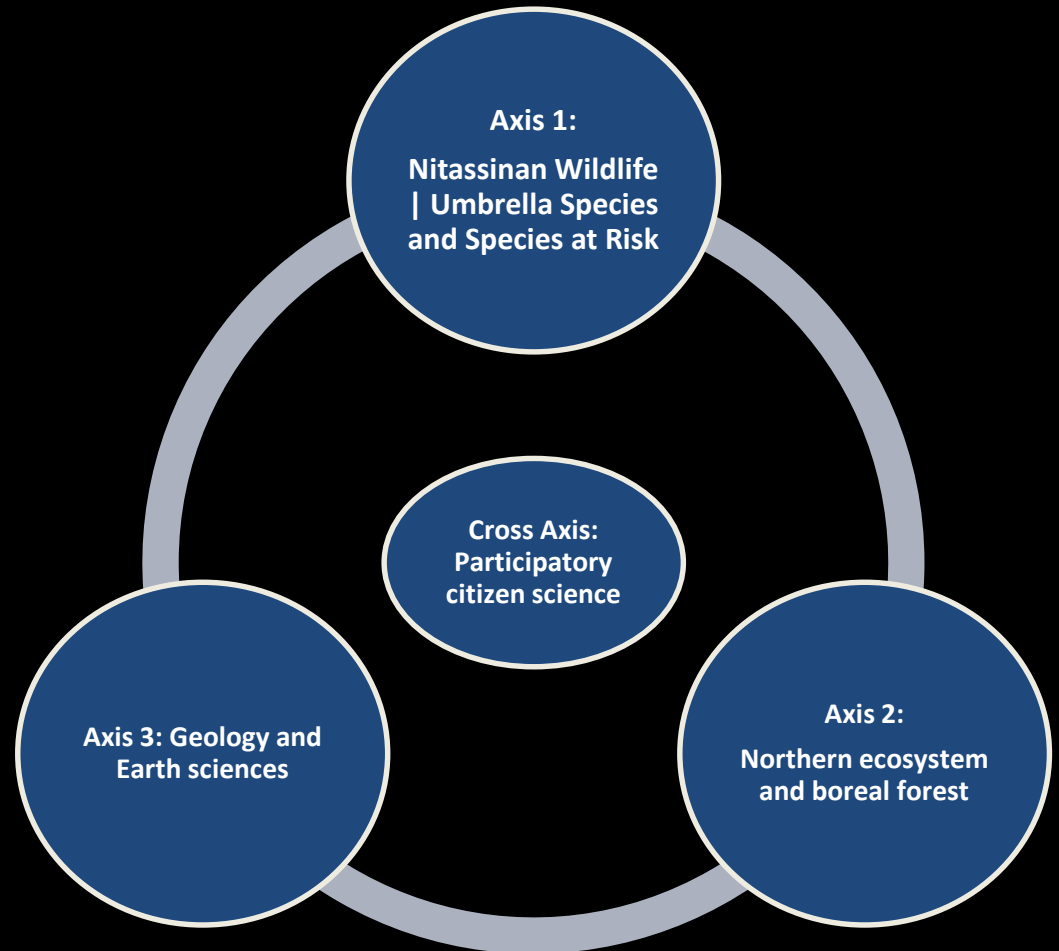 Axis 1:
Nitassinan Wildlife
| Umbrella Species
and Species at Risk
Cross Axis:
Participatory
citizen science
Axis 3: Geology and
Earth sciences
Axis 2:
Northern ecosystem
and boreal forest